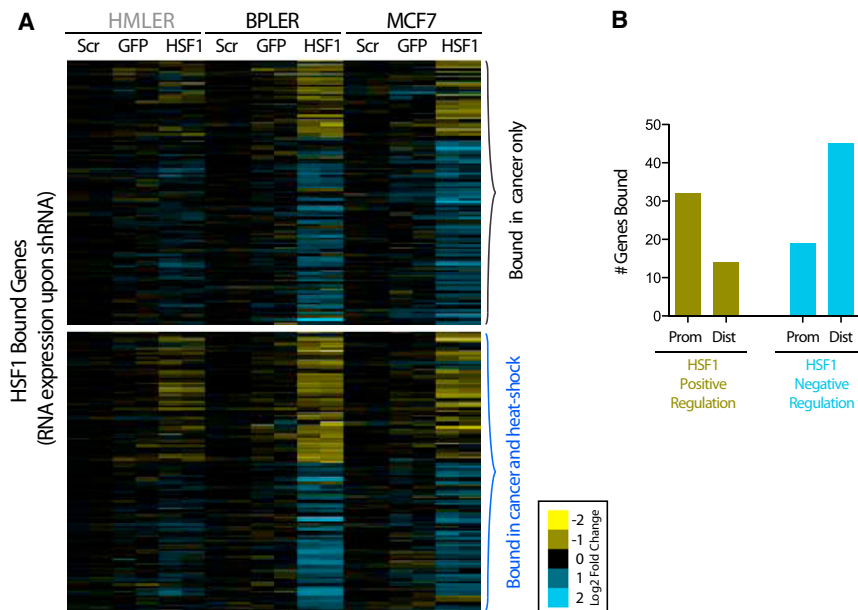 A
HMLER BPLER MCF7
Scr GFP HSF1 Scr GFP HSF1 Scr GFP HSF1
HSF1 Bound Genes
(RNA expression upon shRNA)
Bound in cancer only
Bound in cancer and heat-shock
-2
-1
0
1
2
Log2 Fold Change
B
50
40
30
20
10
0
# Genes Bound
Prom Dist Prom Dist
HSF1 HSF1
Positive Negative
Regulation Regulation